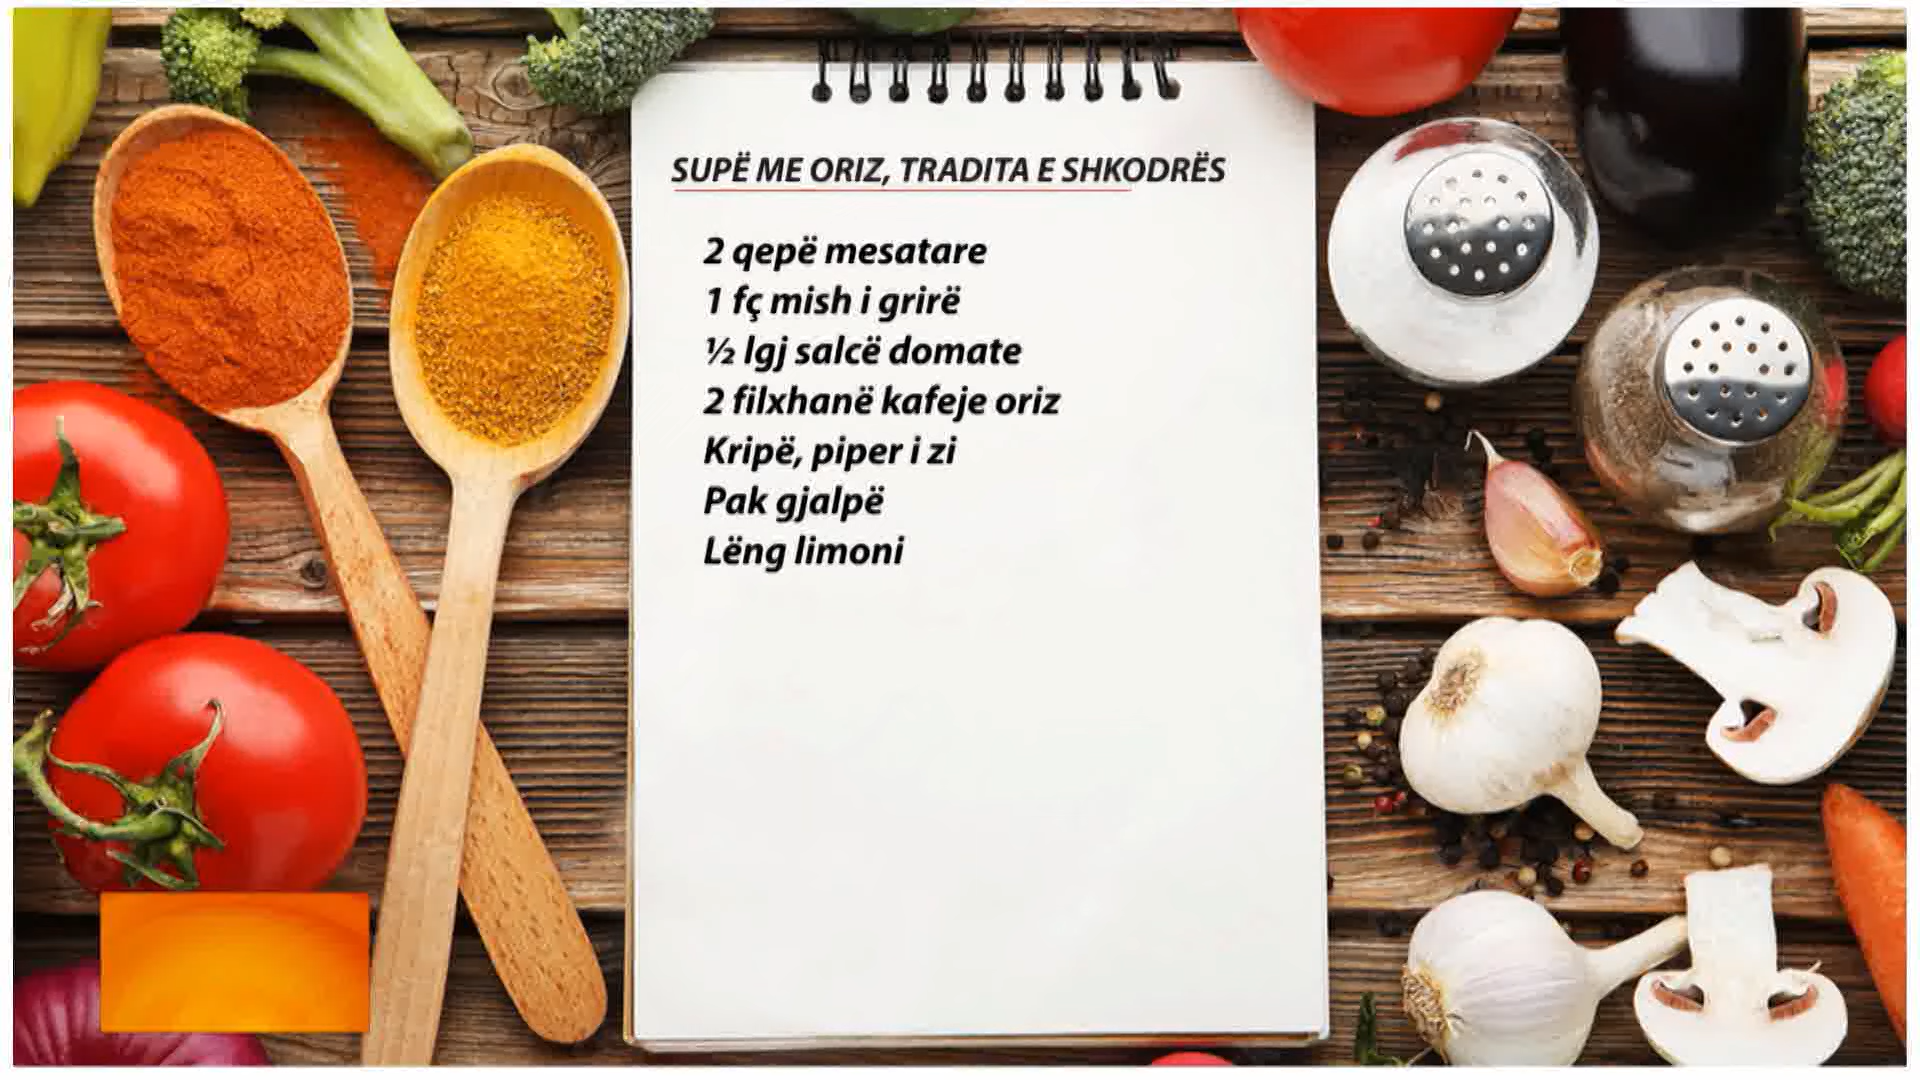 SUPË ME ORIZ, TRADITA E SHKODRËS
2 qepë mesatare
1 fç mish i grirë
½ lgj salcë domate
2 filxhanë kafeje oriz
Kripë, piper i zi
Pak gjalpë
Lëng limoni